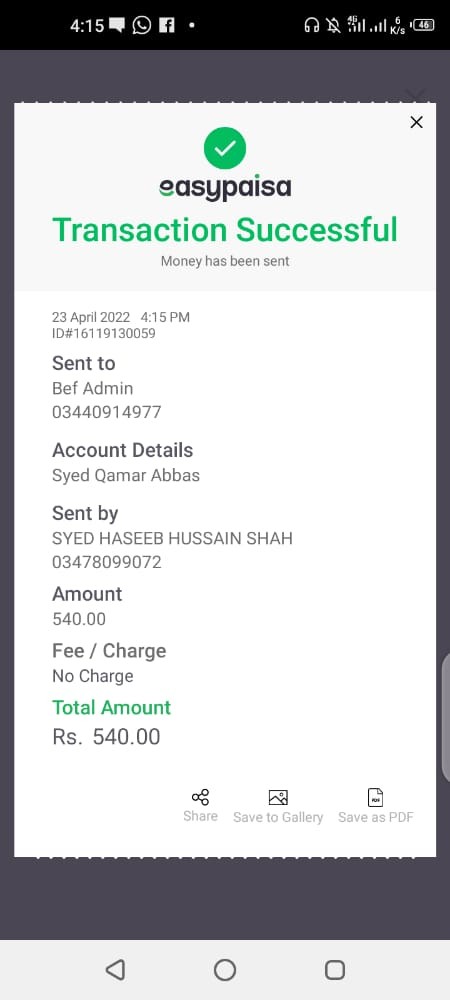 4:15
4G
6
K/s
46
easypaisa
Transaction Successful
Money has been sent
23 April 2022 4:15 PM
ID#16119130059
Sent to
Bef Admin
03440914977
Account Details
Syed Qamar Abbas
Sent by
SYED HASEEB HUSSAIN SHAH
03478099072
Amount
540.00
Fee / Charge
No Charge
Total Amount
Rs. 540.00
Share Save to Gallery Save as PDF